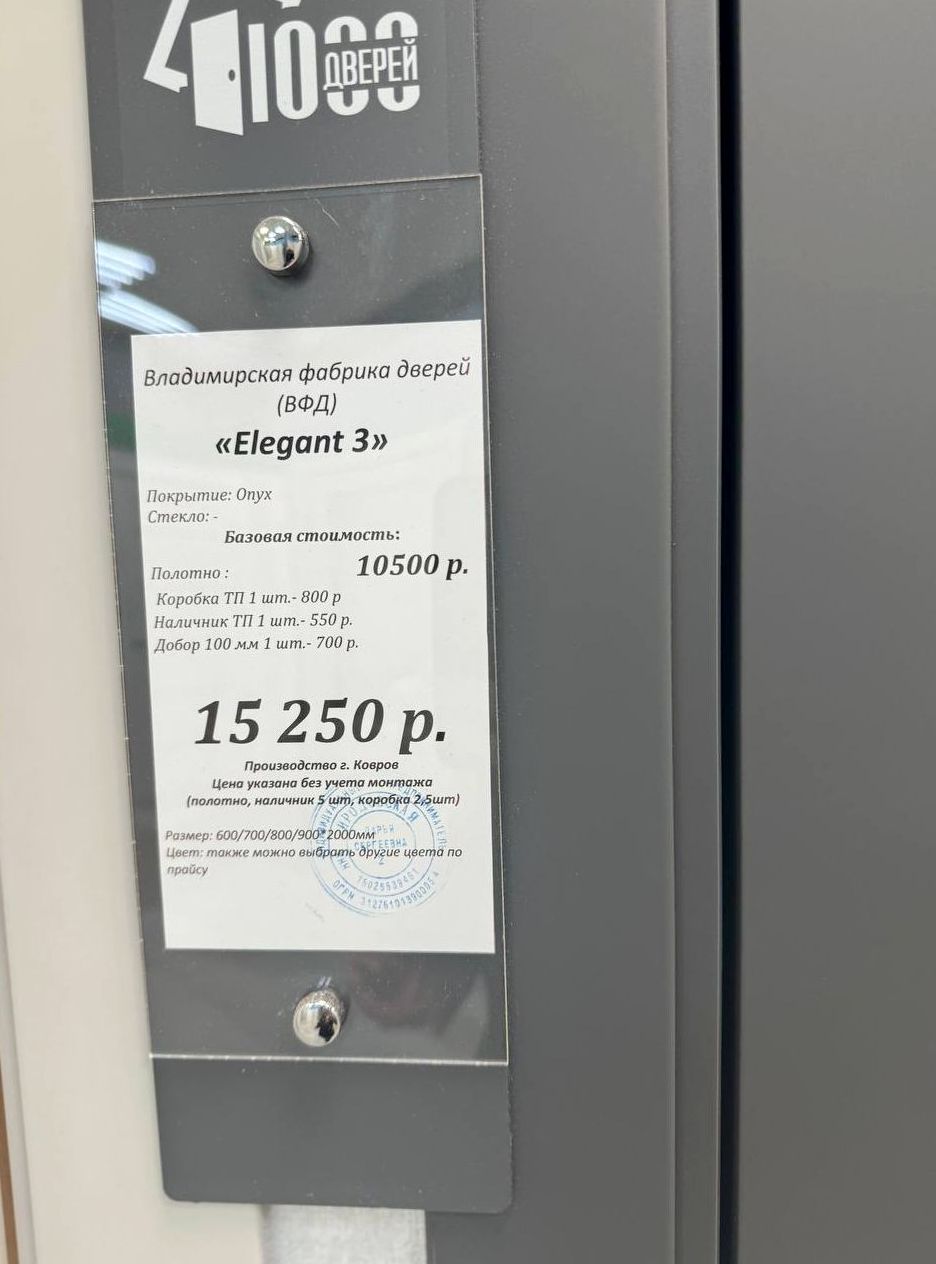 1000
ДВЕРЕЙ
Владимирская фабрика дверей
(ВФД)
«Elegant 3»
Покрытие: Onyx
Стекло: -
Базовая стоимость:
Полотно : 10500 р.
Коробка ТП 1 шт.- 800 р
Наличник ТП 1 шт.- 550 р.
Добор 100 мм 1 шт.- 700 р.
15 250 р.
Производство г. Ковров
Цена указана без учета монтажа
(полотно, наличник 5 шт, коробка 2,5шт)
Размер: 600/700/800/900*2000мм
Цвет: также можно выбрать другие цвета по
прайсу
ДАРЬЯ
СЕРГЕЕВНА